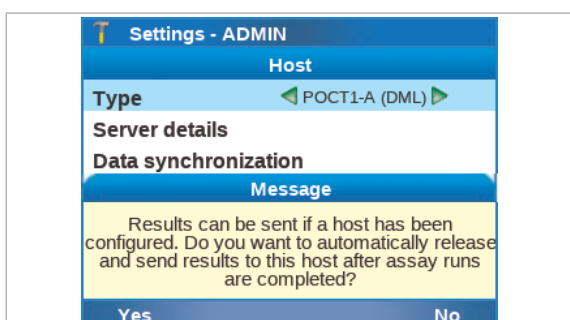 Settings - ADMIN
Host
Type POCT1-A (DML)
Server details
Data synchronization
Message
Results can be sent if a host has been
configured. Do you want to automatically release
and send results to this host after assay runs
are completed?
Yes No